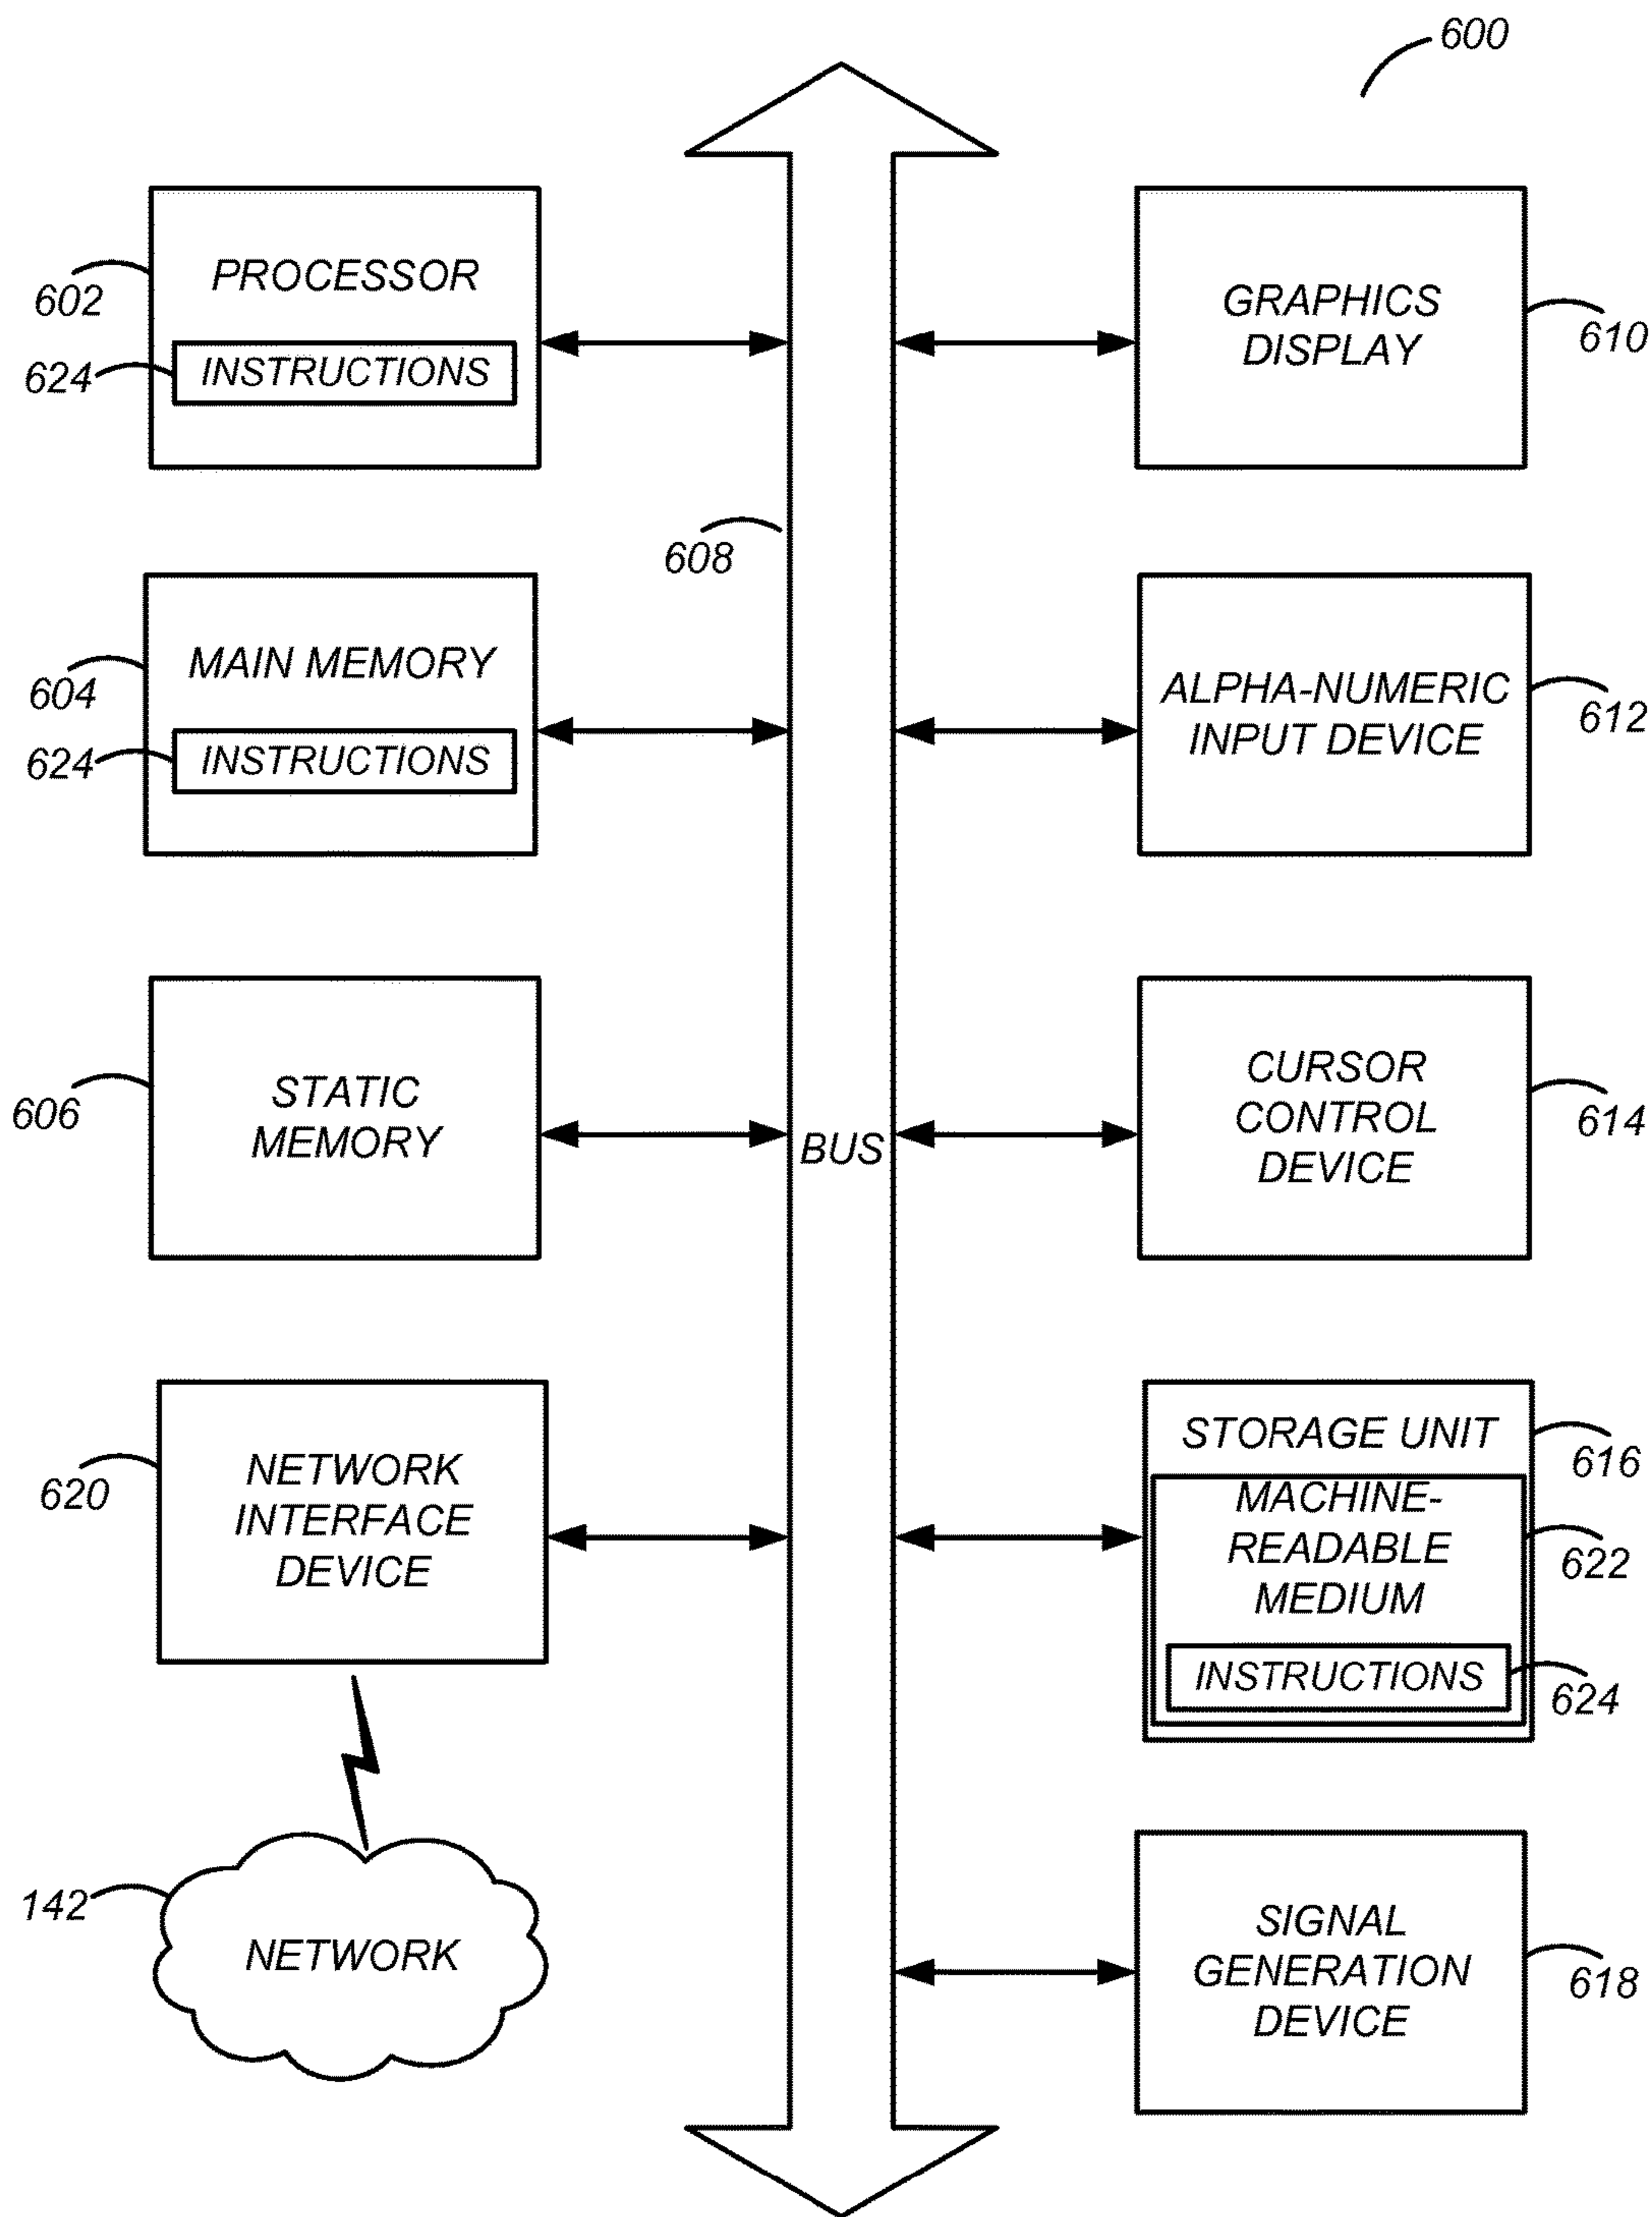 600
PROCESSOR
602
624
INSTRUCTIONS
GRAPHICS
DISPLAY
610
608
MAIN MEMORY
604
624
INSTRUCTIONS
ALPHA-NUMERIC
INPUT DEVICE
612
STATIC
MEMORY
606
BUS
CURSOR
CONTROL
DEVICE
614
NETWORK
INTERFACE
DEVICE
620
STORAGE UNIT
616
MACHINE-
READABLE
MEDIUM
622
INSTRUCTIONS
624
142
NETWORK
SIGNAL
GENERATION
DEVICE
618